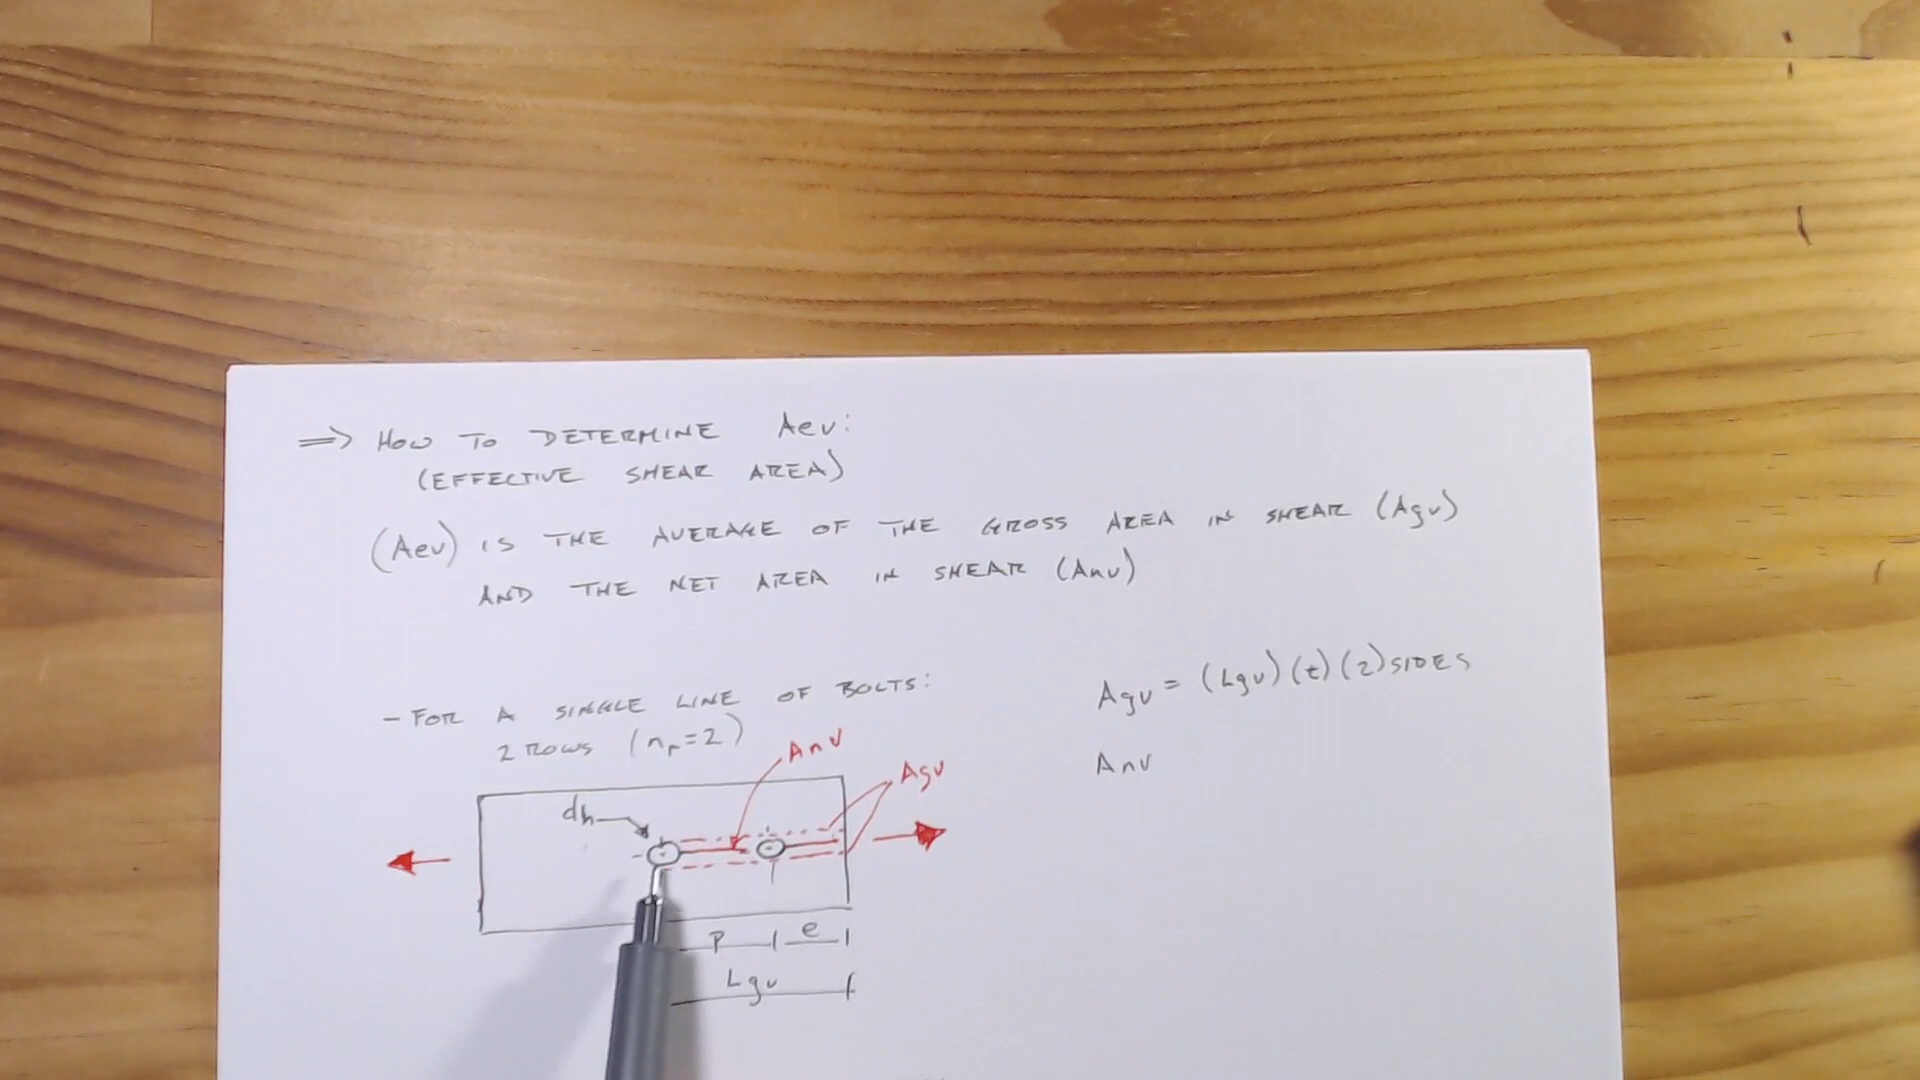 ⇒ HOW TO DETERMINE Aev:
(EFFECTIVE SHEAR AREA)
(Aev) IS THE AVERAGE OF THE GROSS AREA IN SHEAR (Agv)
AND THE NET AREA IN SHEAR (Anv)
- FOR A SINGLE LINE OF BOLTS:
2 ROWS (nr=2)
Agv = (Lgv)(t)(2) SIDES
Anv
Anv
Agv
dh
p
e
Lgv